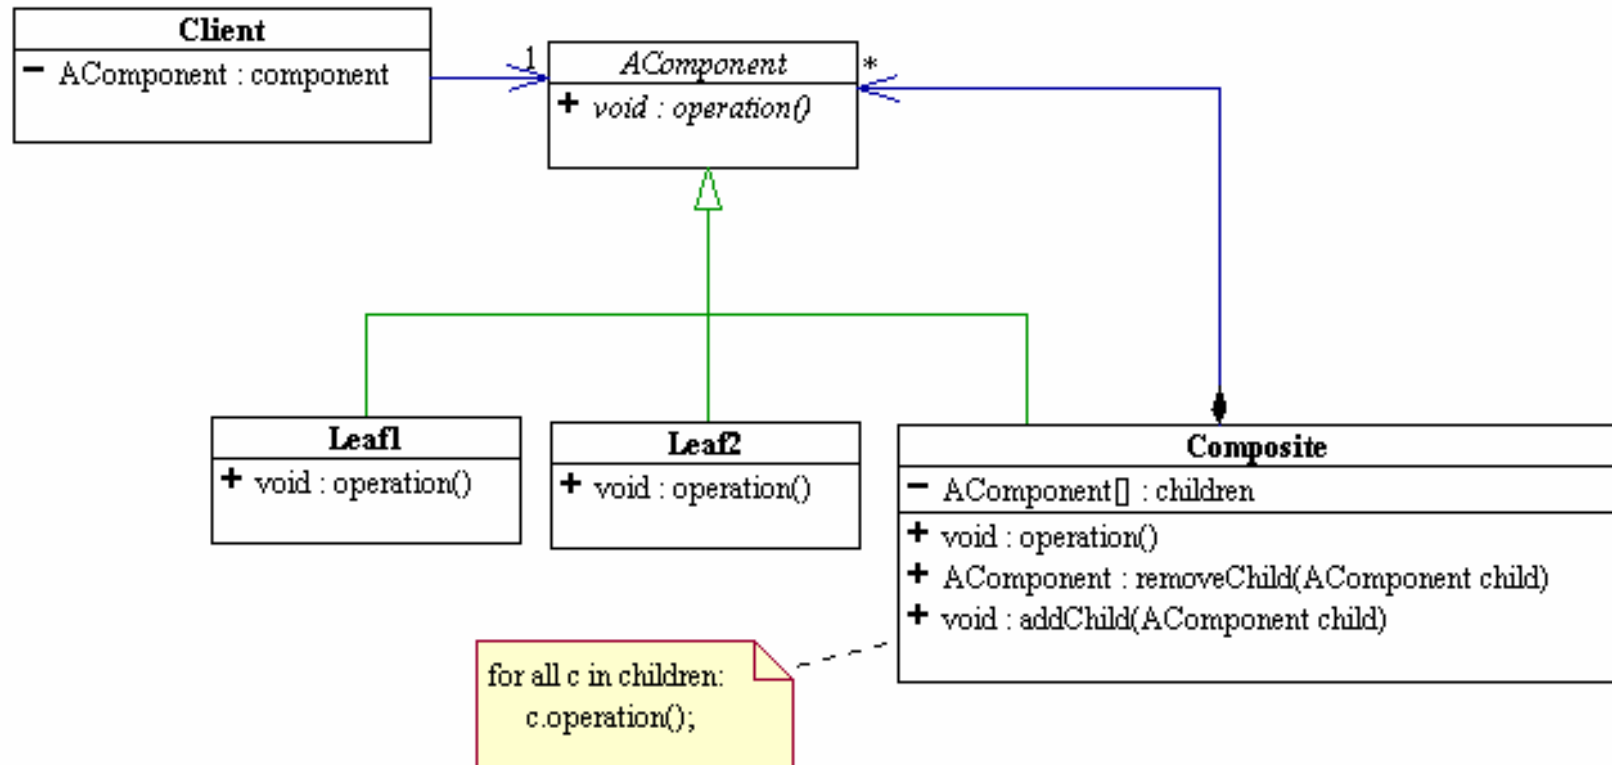 Client
− AComponent : component
1
AComponent
+ void : operation()
*
Leaf1
+ void : operation()
Leaf2
+ void : operation()
Composite
− AComponent[] : children
+ void : operation()
+ AComponent : removeChild(AComponent child)
+ void : addChild(AComponent child)
for all c in children:
c.operation();